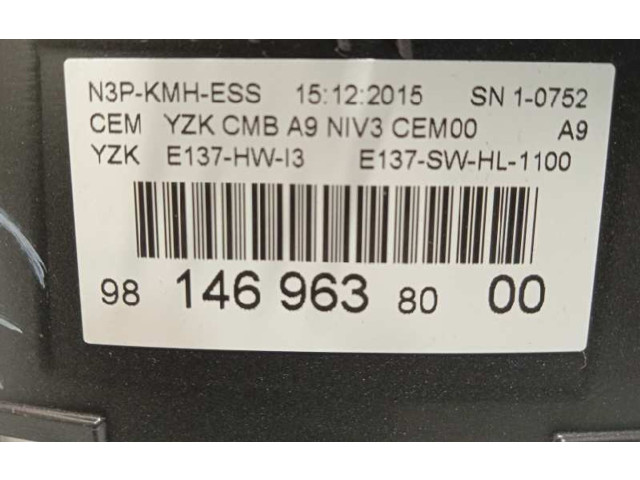 N3P-KMH-ESS 15:12:2015 SN 1-0752
CEM YZK CMB A9 NIV3 CEM00 A9
YZK E137-HW-I3 E137-SW-HL-1100
98 146 963 80 00